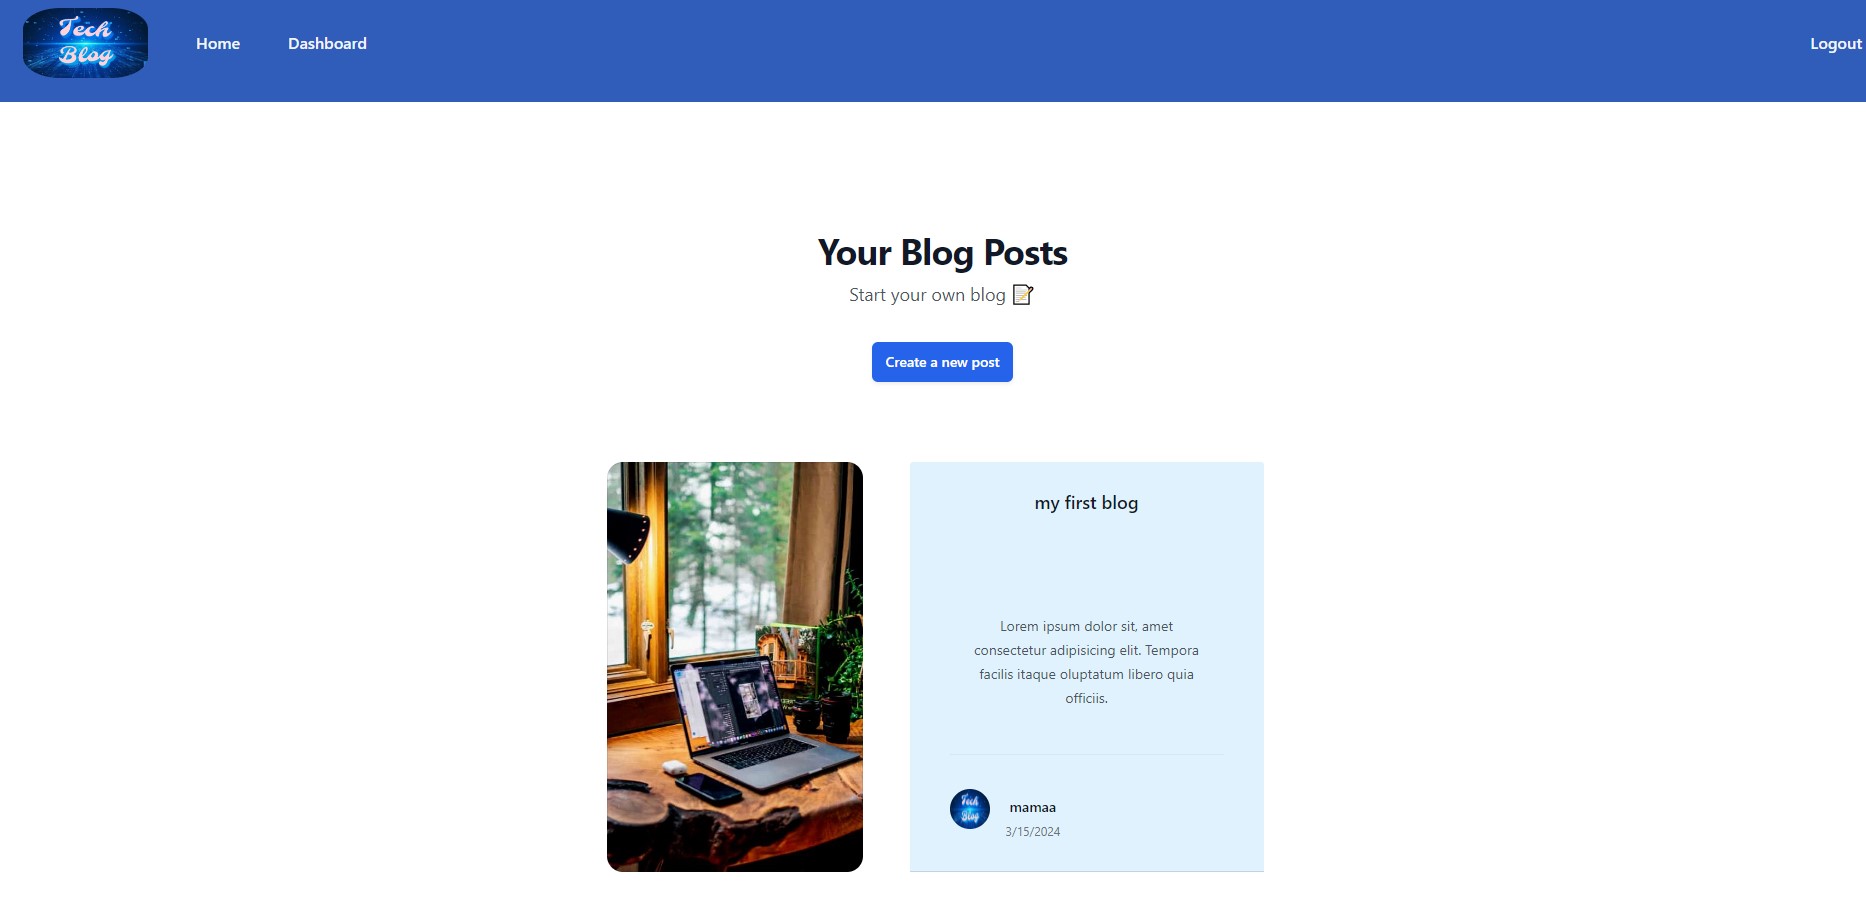 Tech
Blog
Home
Dashboard
Logout
Your Blog Posts
Start your own blog 📝
Create a new post
my first blog
Lorem ipsum dolor sit, amet
consectetur adipisicing elit. Tempora
facilis itaque oluptatum libero quia
officiis.
Tech
Blog
mamaa
3/15/2024